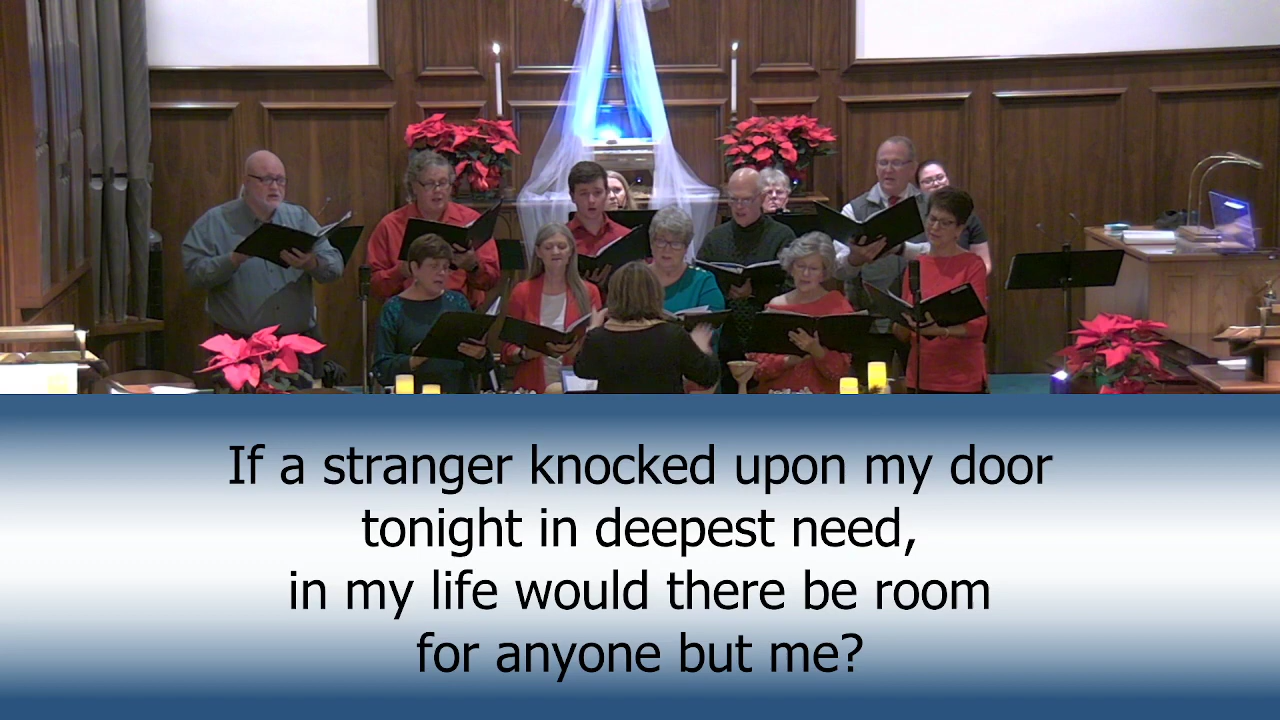 If a stranger knocked upon my door
tonight in deepest need,
in my life would there be room
for anyone but me?